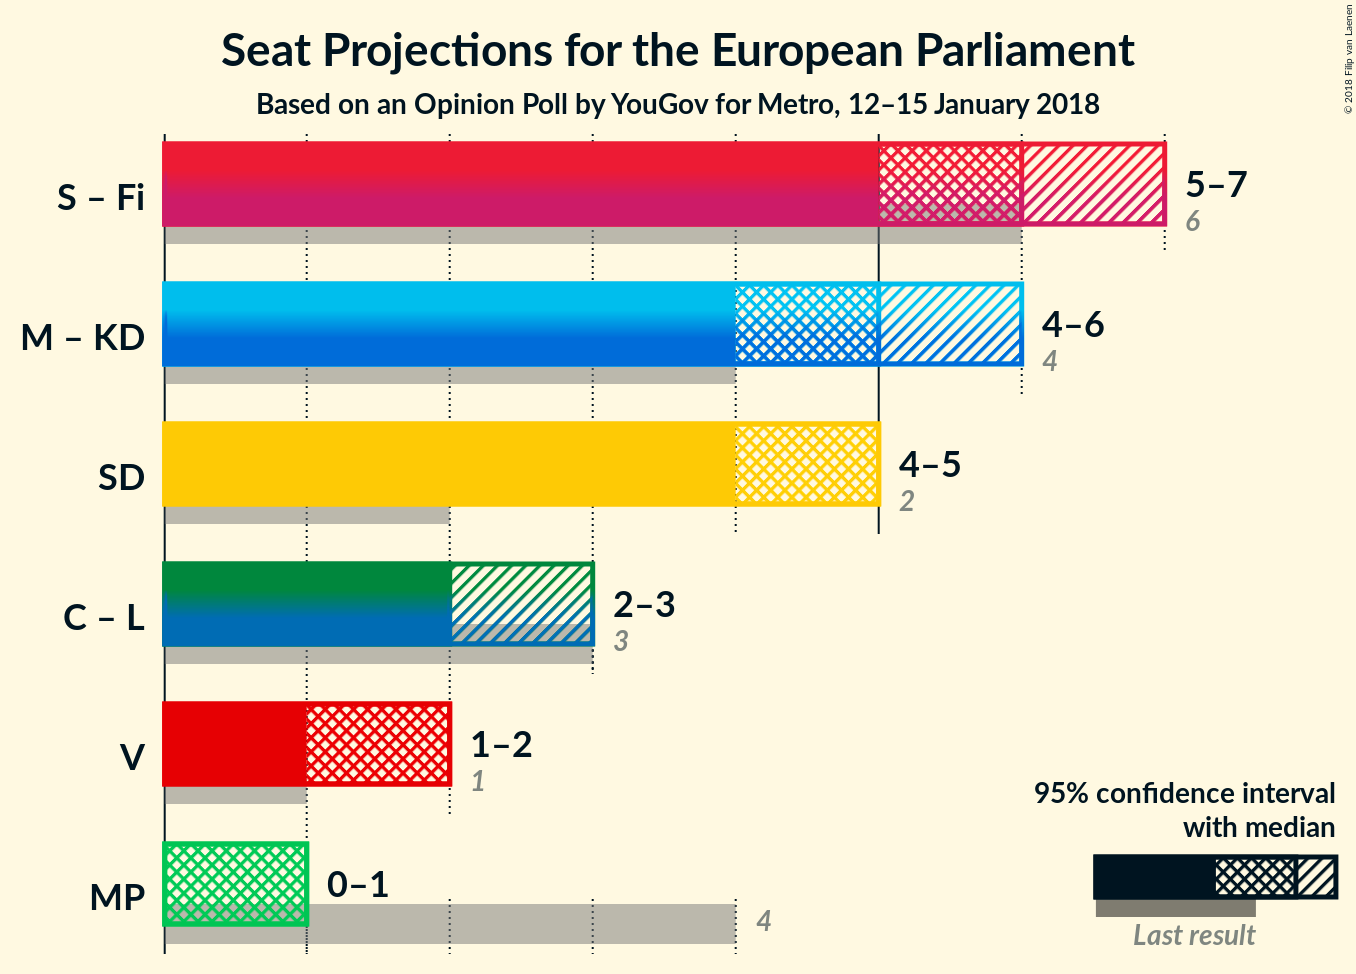 Seat Projections for the European Parliament
Based on an Opinion Poll by YouGov for Metro, 12–15 January 2018
© 2018 Filip van Laenen
S – Fi
5–7
6
M – KD
4–6
4
SD
4–5
2
C – L
2–3
3
V
1–2
1
MP
0–1
4
95% confidence interval
with median
Last result